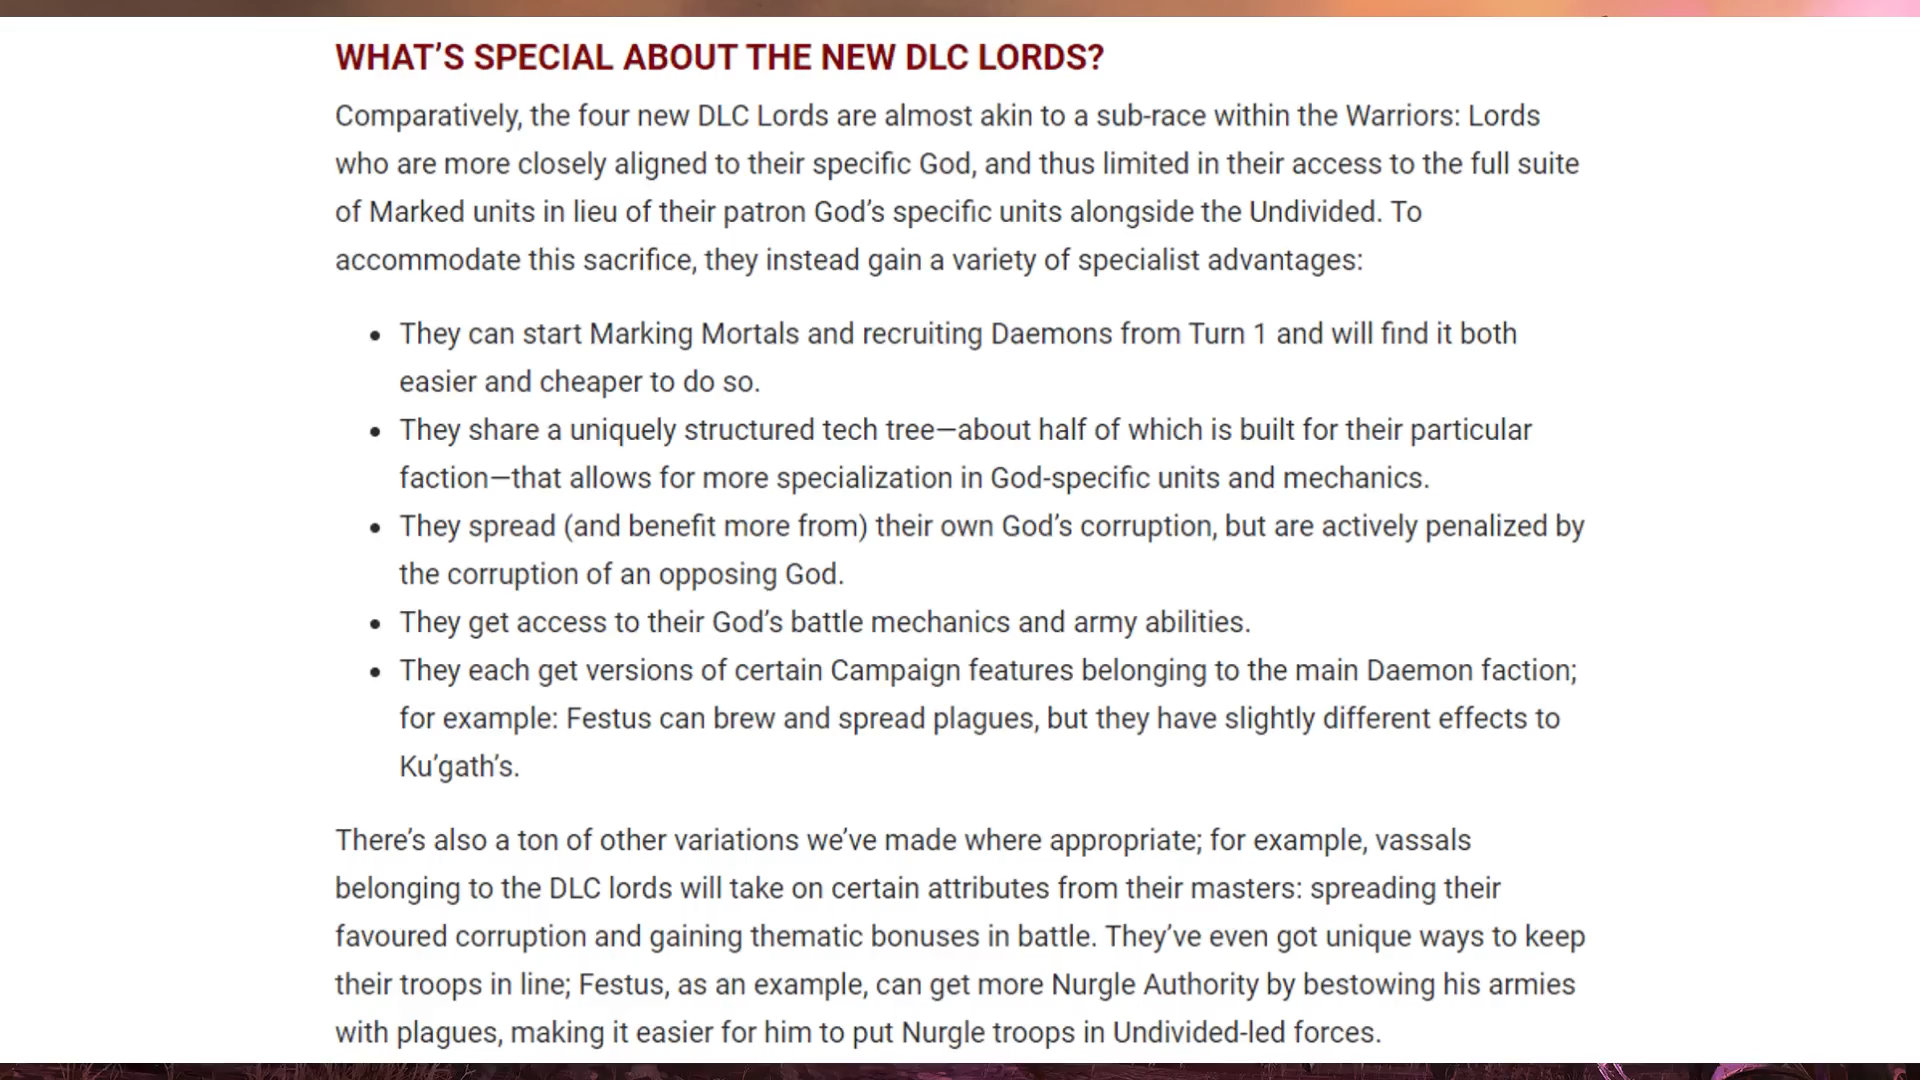 WHAT’S SPECIAL ABOUT THE NEW DLC LORDS?
Comparatively, the four new DLC Lords are almost akin to a sub-race within the Warriors: Lords
who are more closely aligned to their specific God, and thus limited in their access to the full suite
of Marked units in lieu of their patron God’s specific units alongside the Undivided. To
accommodate this sacrifice, they instead gain a variety of specialist advantages:
• They can start Marking Mortals and recruiting Daemons from Turn 1 and will find it both
easier and cheaper to do so.
• They share a uniquely structured tech tree—about half of which is built for their particular
faction—that allows for more specialization in God-specific units and mechanics.
• They spread (and benefit more from) their own God’s corruption, but are actively penalized by
the corruption of an opposing God.
• They get access to their God’s battle mechanics and army abilities.
• They each get versions of certain Campaign features belonging to the main Daemon faction;
for example: Festus can brew and spread plagues, but they have slightly different effects to
Ku’gath’s.
There’s also a ton of other variations we’ve made where appropriate; for example, vassals
belonging to the DLC lords will take on certain attributes from their masters: spreading their
favoured corruption and gaining thematic bonuses in battle. They’ve even got unique ways to keep
their troops in line; Festus, as an example, can get more Nurgle Authority by bestowing his armies
with plagues, making it easier for him to put Nurgle troops in Undivided-led forces.